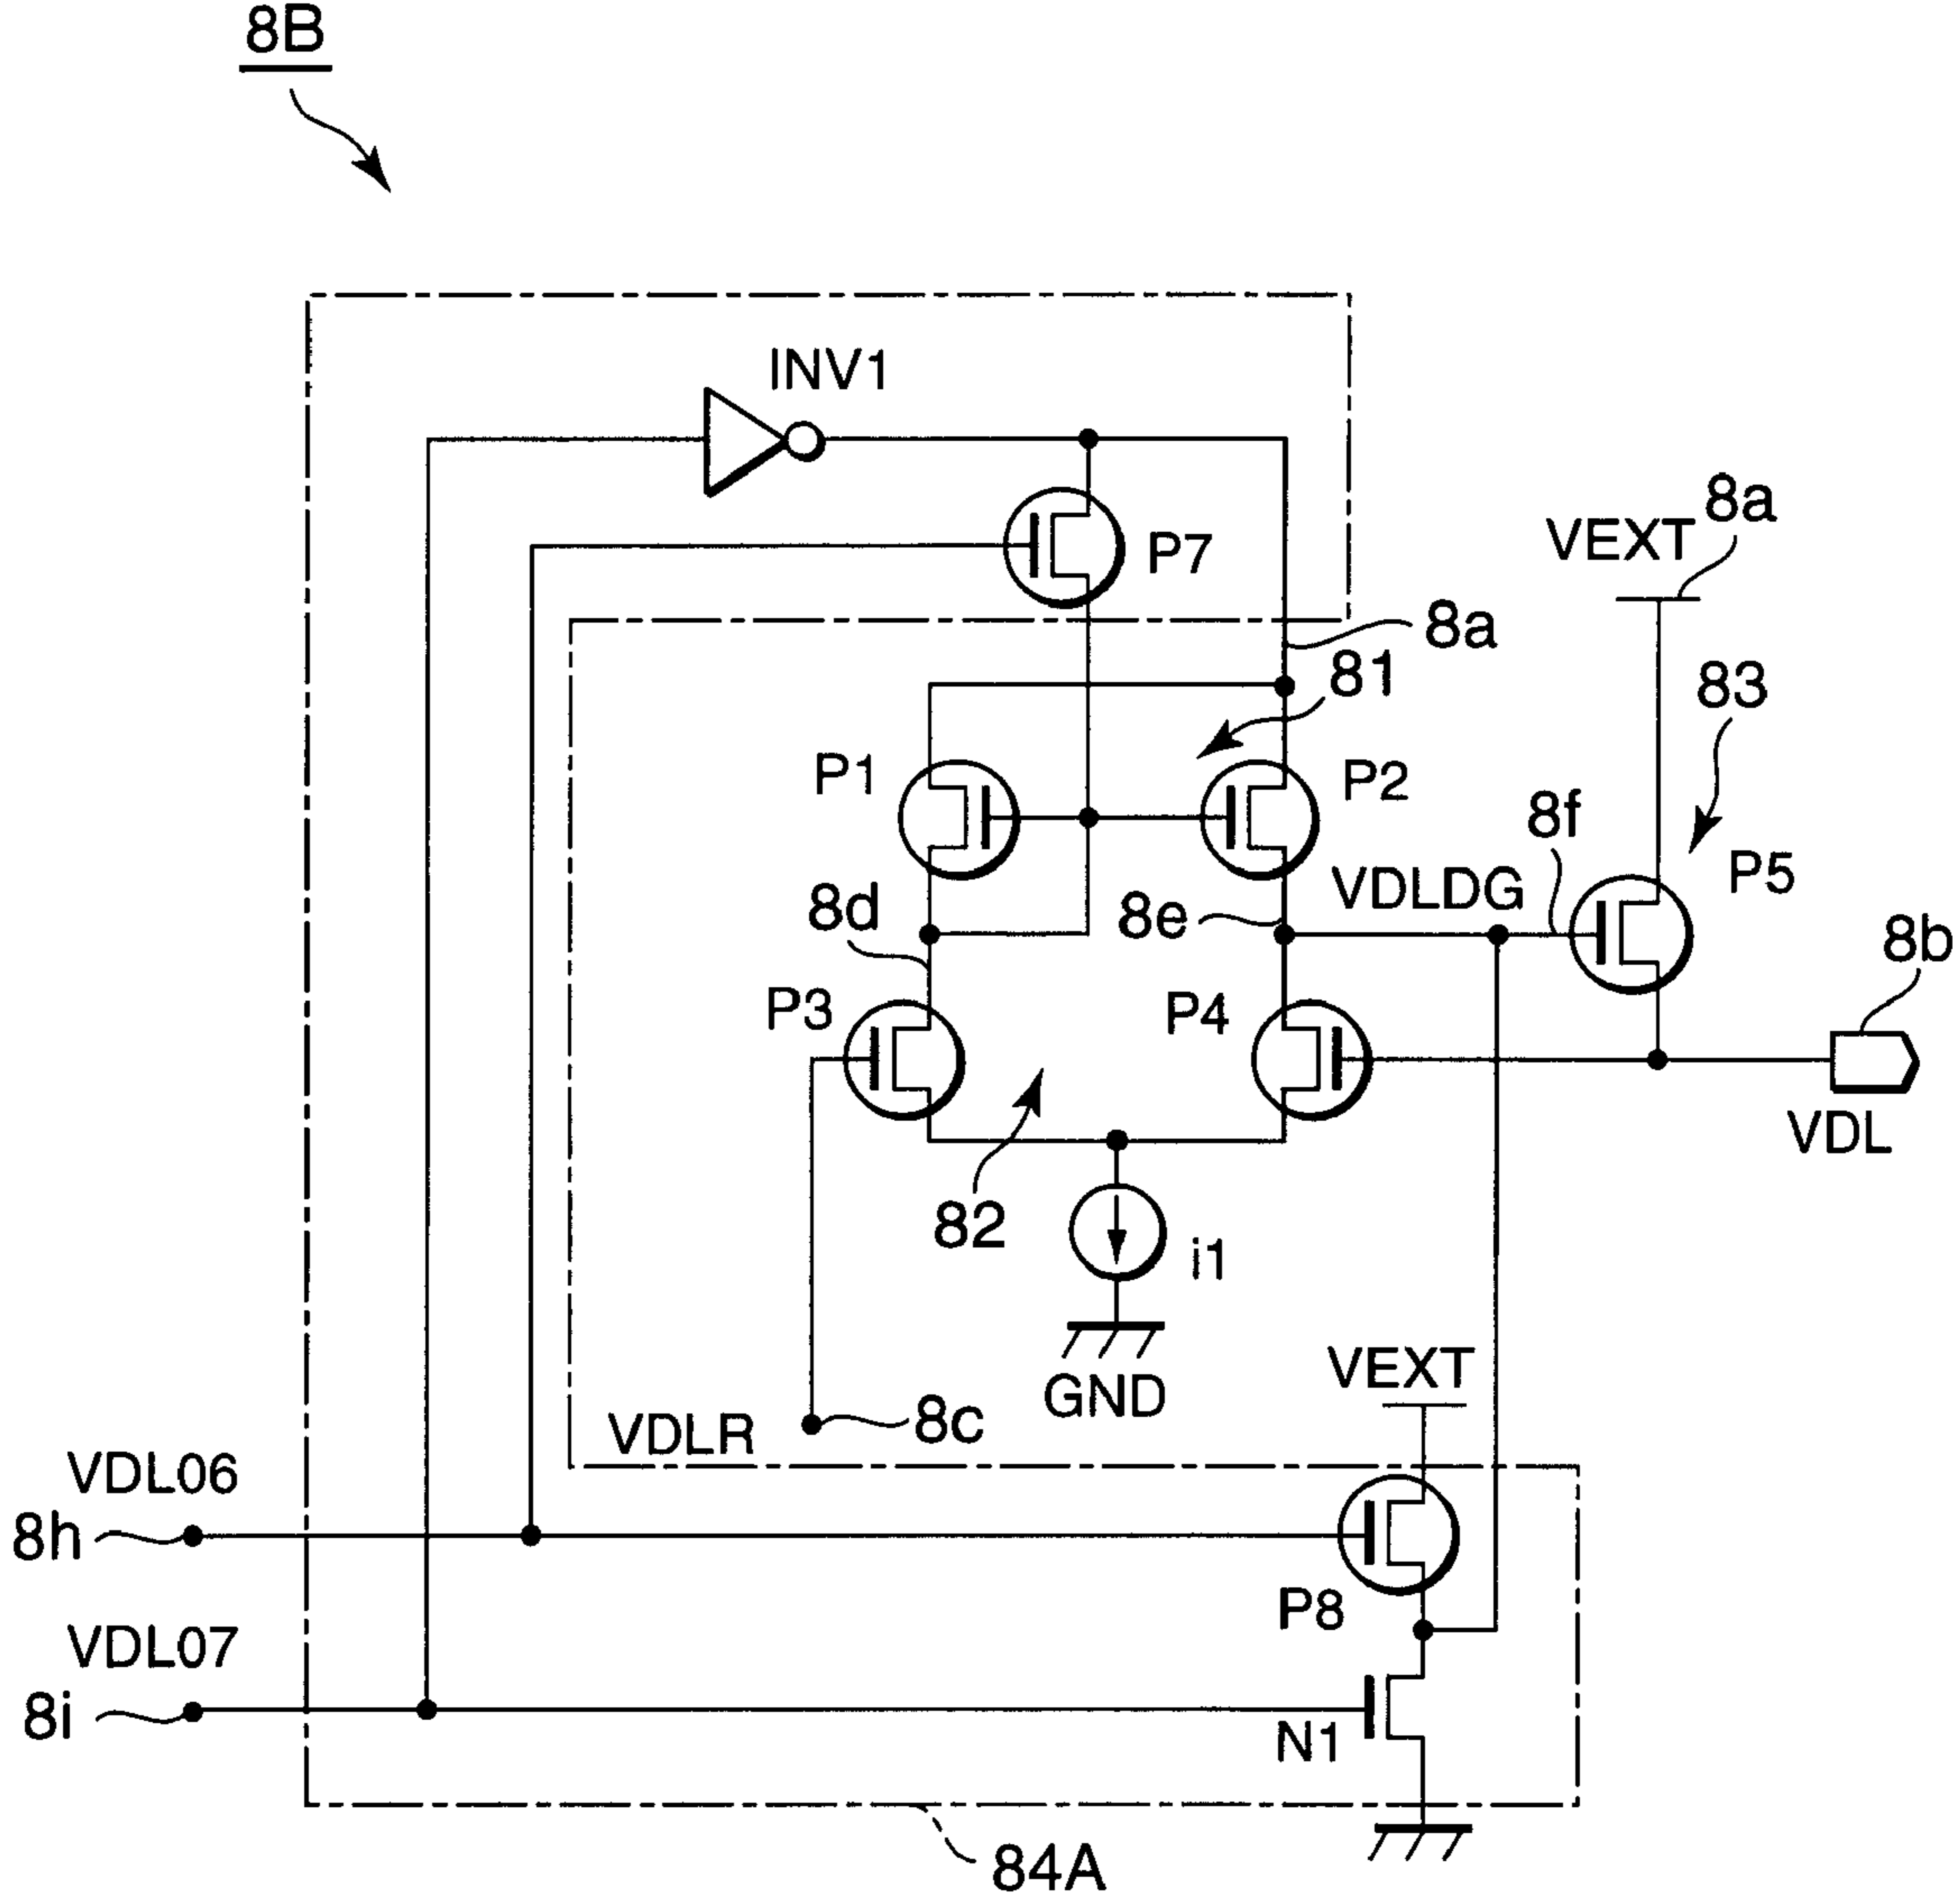 8B
INV1
P7
VEXT
8a
8a
81
83
P1
P2
8f
P5
8d
8e
VDLDG
8b
P3
P4
VDL
82
i1
GND
VEXT
VDLR
8c
VDL06
8h
P8
VDL07
8i
N1
84A